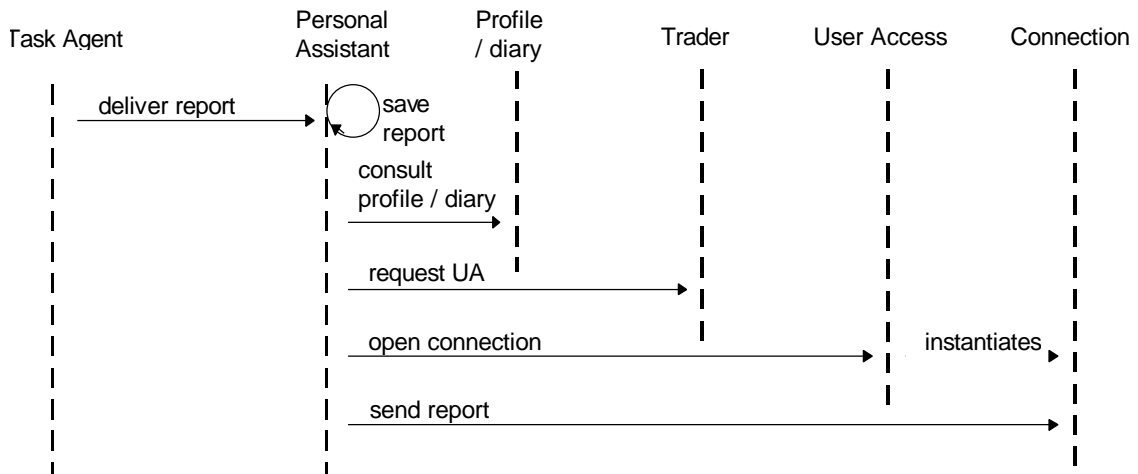 Task Agent
Personal
Assistant
Profile
/ diary
Trader
User Access
Connection
deliver report
save
report
consult
profile / diary
request UA
open connection
instantiates
send report